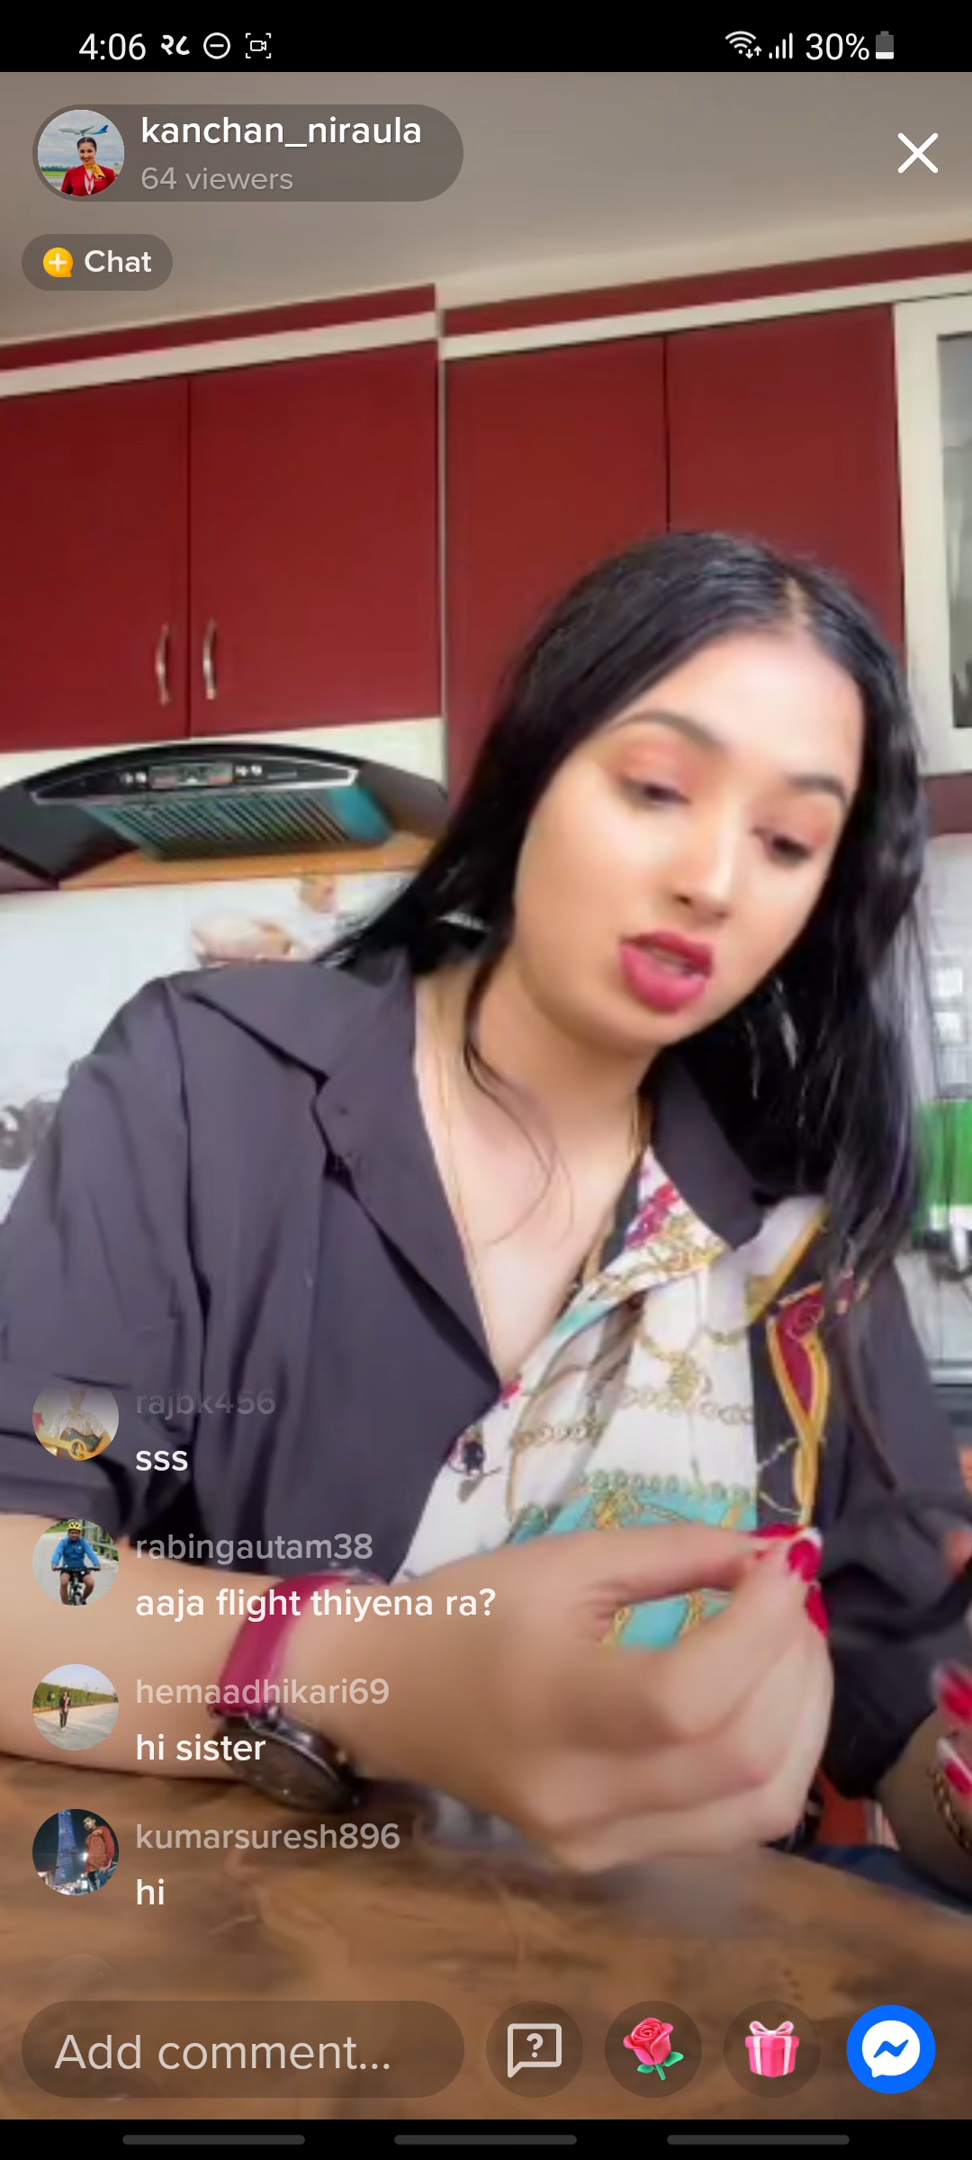 4:06 २८ 30%
kanchan_niraula
64 viewers
Chat
rajbk456
sss
rabingautam38
aaja flight thiyena ra?
hemaadhikari69
hi sister
kumarsuresh896
hi
Add comment...